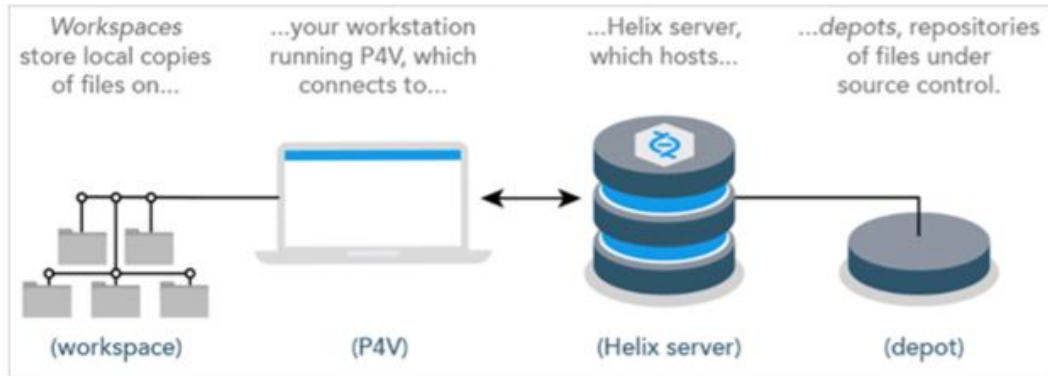 Workspaces
store local copies
of files on...
...your workstation
running P4V, which
connects to...
...Helix server,
which hosts...
...depots, repositories
of files under
source control.
(workspace)
(P4V)
(Helix server)
(depot)